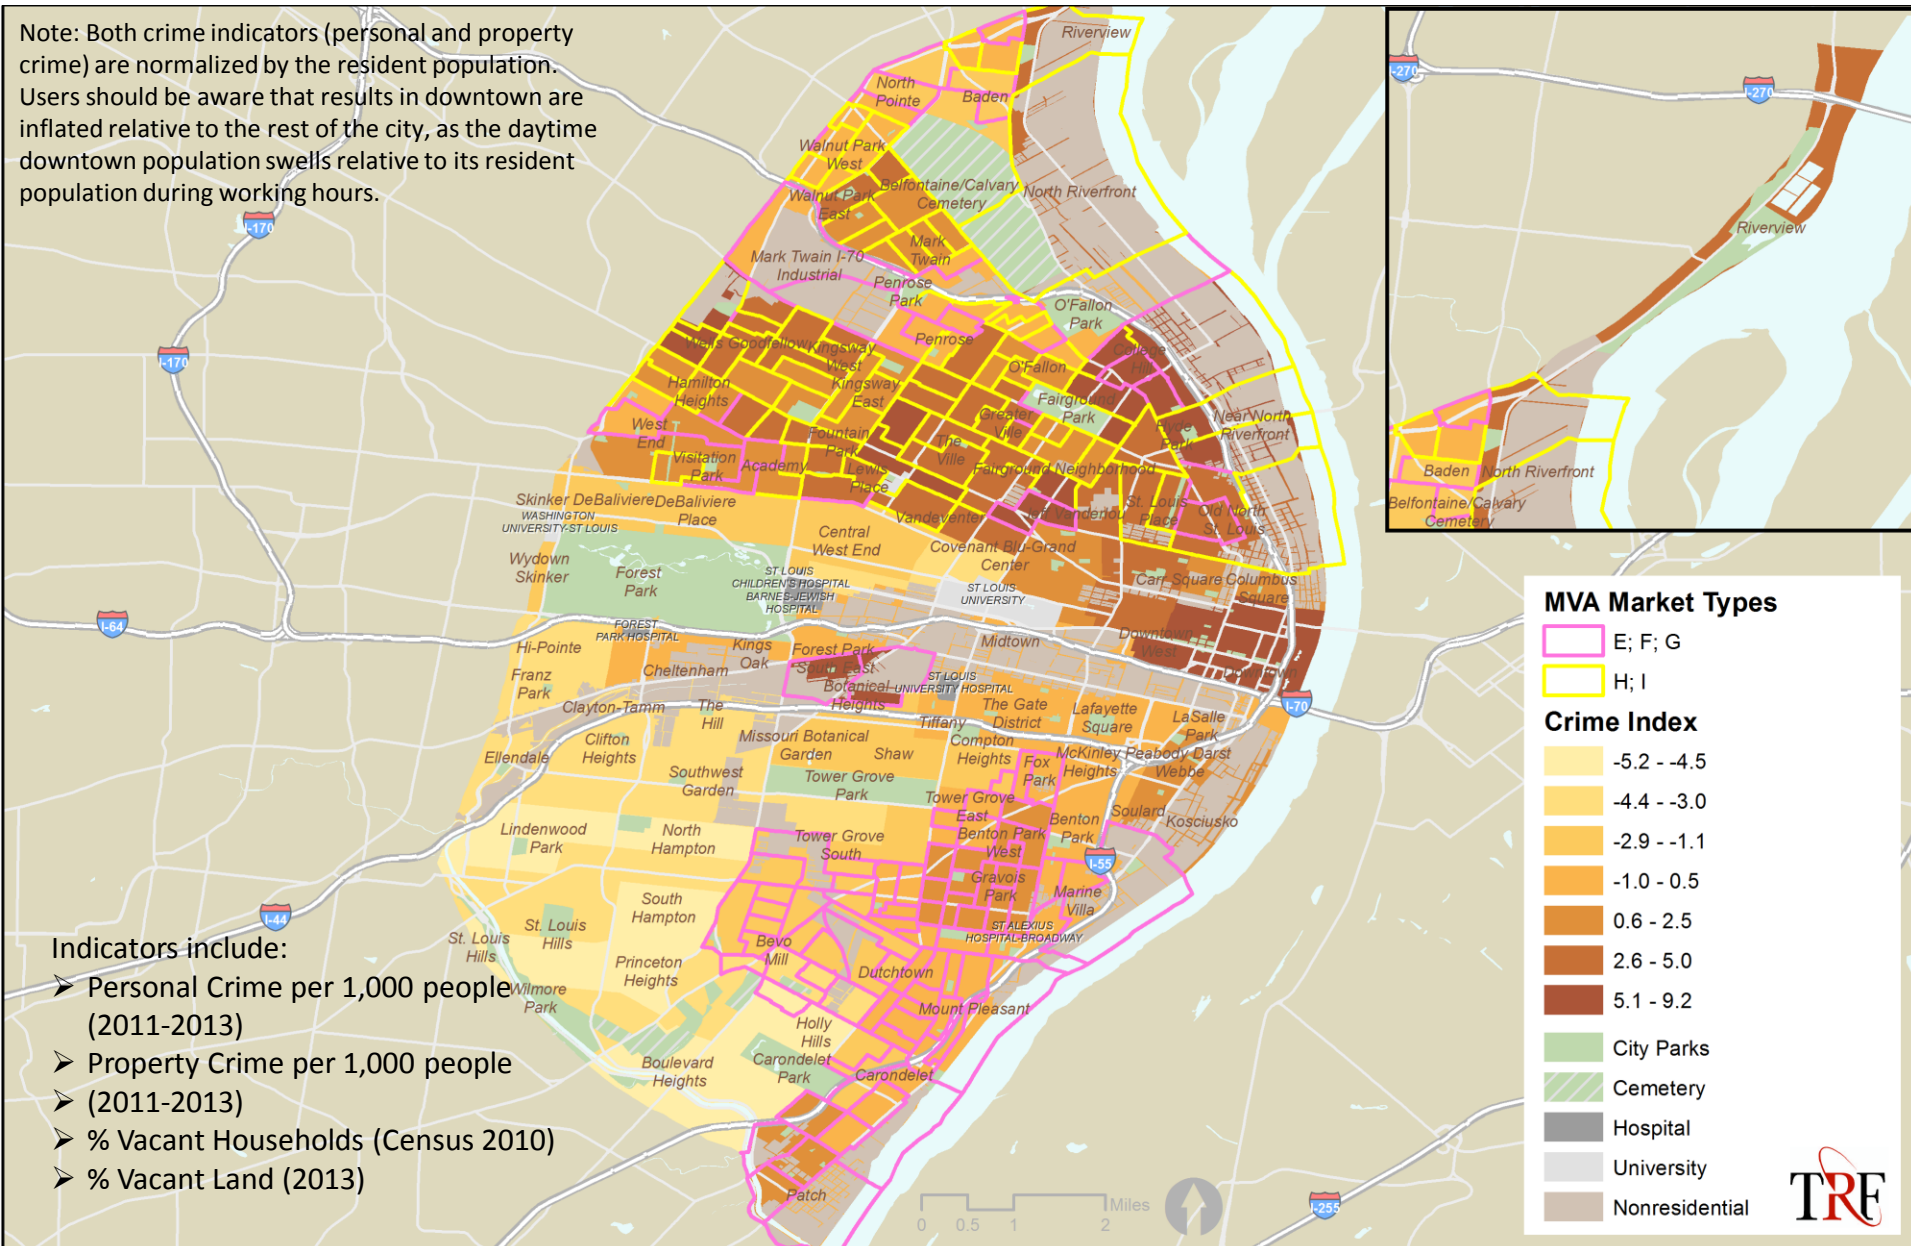 Note: Both crime indicators (personal and property
crime) are normalized by the resident population.
Users should be aware that results in downtown are
inflated relative to the rest of the city, as the daytime
downtown population swells relative to its resident
population during working hours.
Riverview
North
Pointe
Baden
Walnut Park
West
Walnut Park
East
Belfontaine/Calvary
Cemetery
North Riverfront
Mark
Twain
Mark Twain I-70
Industrial
Penrose
Park
O'Fallon
Park
Penrose
Wells Goodfellow
Kingsway
West
College
Hill
O'Fallon
Hamilton
Heights
Kingsway
East
Fairground
Park
Greater
Ville
Near North
Riverfront
Hyde
Park
West
End
Fountain
Park
The
Ville
Visitation
Park
Academy
Lewis
Place
Fairground Neighborhood
Skinker DeBaliviere
DeBaliviere
Place
WASHINGTON
UNIVERSITY-ST LOUIS
Vandeventer
Jeff Vanderlou
St. Louis
Place
Old North
St. Louis
Central
West End
Covenant Blu-Grand
Center
Wydown
Skinker
Forest
Park
ST LOUIS
CHILDREN'S HOSPITAL
BARNES-JEWISH
HOSPITAL
ST LOUIS
UNIVERSITY
Carr Square
Columbus
Square
FOREST
PARK HOSPITAL
Hi-Pointe
Kings
Oak
Forest Park
South East
Midtown
Downtown
West
Downtown
Franz
Park
Cheltenham
Botanical
Heights
ST LOUIS
UNIVERSITY HOSPITAL
Clayton-Tamm
The
Hill
Tiffany
The Gate
District
Lafayette
Square
LaSalle
Park
Ellendale
Clifton
Heights
Missouri Botanical
Garden
Shaw
Compton
Heights
Fox
Park
McKinley
Heights
Peabody Darst
Webbe
Southwest
Garden
Tower Grove
Park
Tower Grove
East
Benton Park
West
Benton
Park
Soulard
Kosciusko
Lindenwood
Park
North
Hampton
Tower Grove
South
Gravois
Park
Marine
Villa
South
Hampton
ST ALEXIUS
HOSPITAL-BROADWAY
St. Louis
Hills
St. Louis
Hills
Bevo
Mill
Princeton
Heights
Dutchtown
Wilmore
Park
Mount Pleasant
Holly
Hills
Boulevard
Heights
Carondelet
Park
Carondelet
Patch
I-170
I-170
I-64
I-44
I-55
I-70
I-255
I-270
I-270
Riverview
Baden
North Riverfront
Belfontaine/Calvary
Cemetery
Indicators include:
➢ Personal Crime per 1,000 people
(2011-2013)
➢ Property Crime per 1,000 people
➢ (2011-2013)
➢ % Vacant Households (Census 2010)
➢ % Vacant Land (2013)
Miles
0 0.5 1 2
MVA Market Types
E; F; G
H; I
Crime Index
-5.2 - -4.5
-4.4 - -3.0
-2.9 - -1.1
-1.0 - 0.5
0.6 - 2.5
2.6 - 5.0
5.1 - 9.2
City Parks
Cemetery
Hospital
University
Nonresidential
TRF